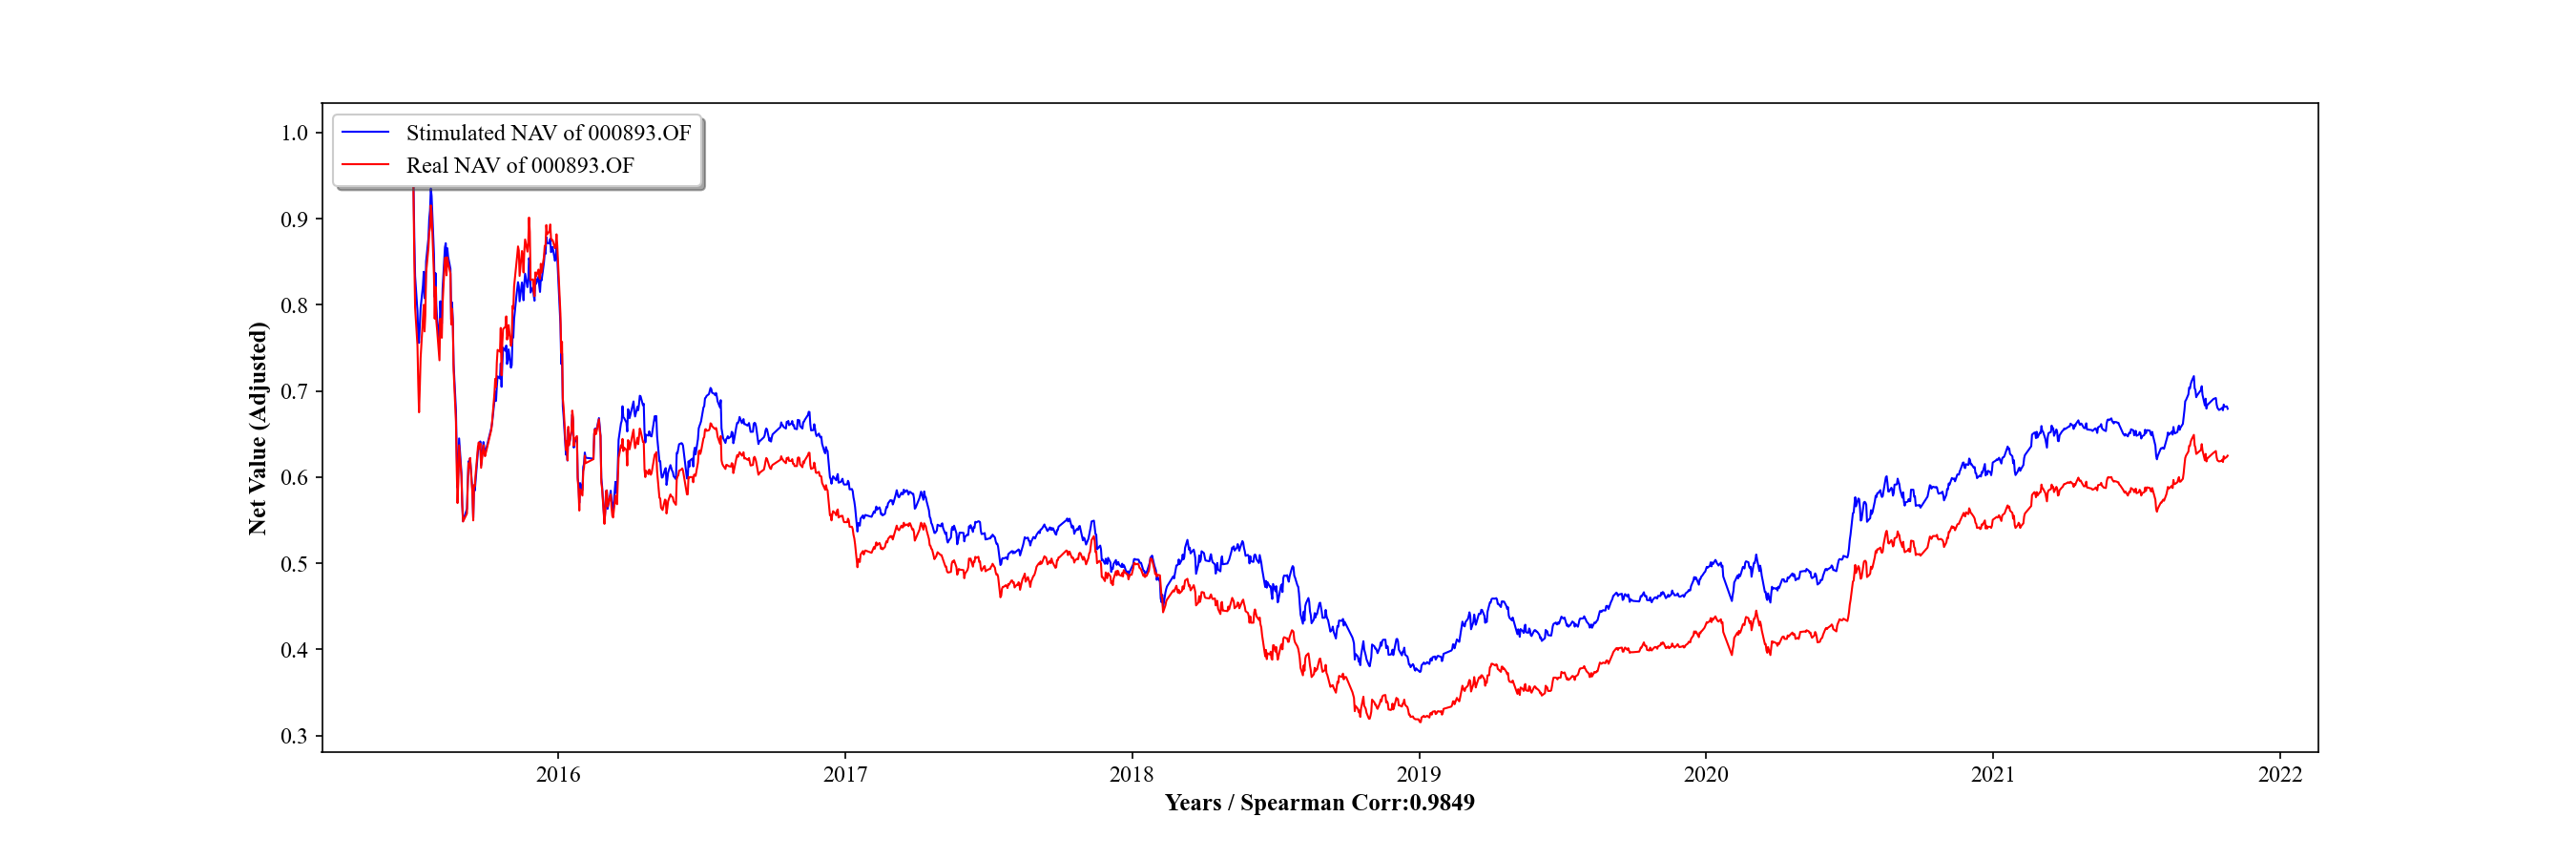 Stimulated NAV of 000893.OF
Real NAV of 000893.OF
1.0
0.9
0.8
0.7
0.6
0.5
0.4
0.3
Net Value (Adjusted)
2016 2017 2018 2019 2020 2021 2022
Years / Spearman Corr:0.9849